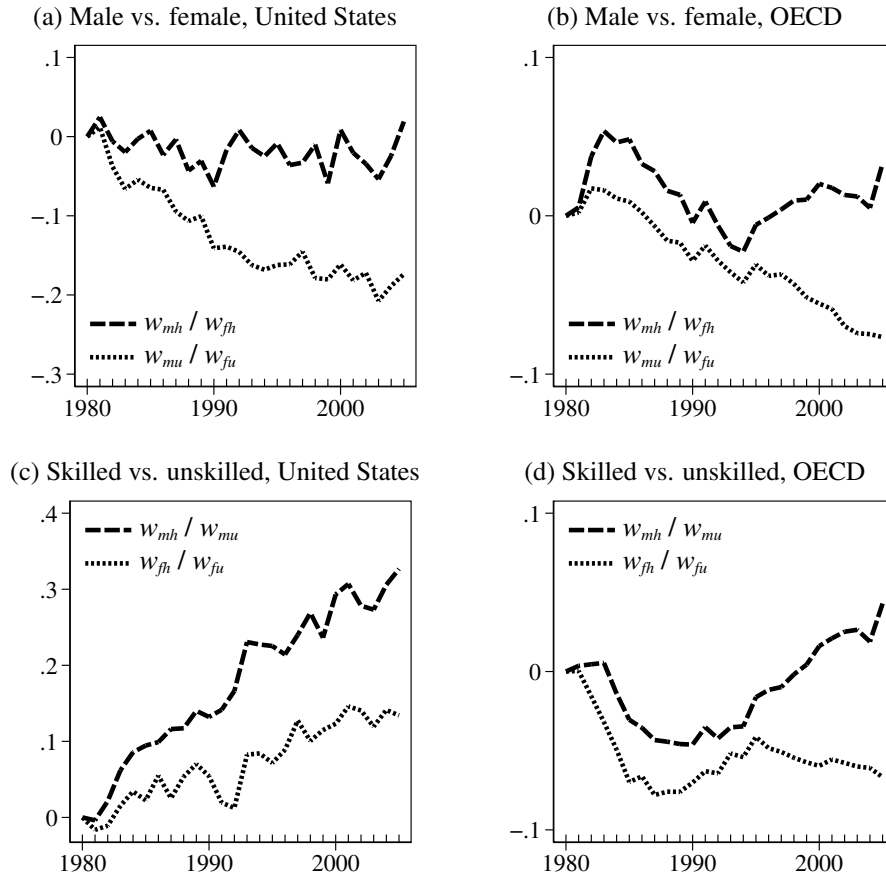 (a) Male vs. female, United States
.1
0
−.1
−.2
−.3
w_mh / w_fh
w_mu / w_fu
1980 1990 2000
(b) Male vs. female, OECD
.1
0
−.1
w_mh / w_fh
w_mu / w_fu
1980 1990 2000
(c) Skilled vs. unskilled, United States
.4
.3
.2
.1
0
w_mh / w_mu
w_fh / w_fu
1980 1990 2000
(d) Skilled vs. unskilled, OECD
.1
0
−.1
w_mh / w_mu
w_fh / w_fu
1980 1990 2000